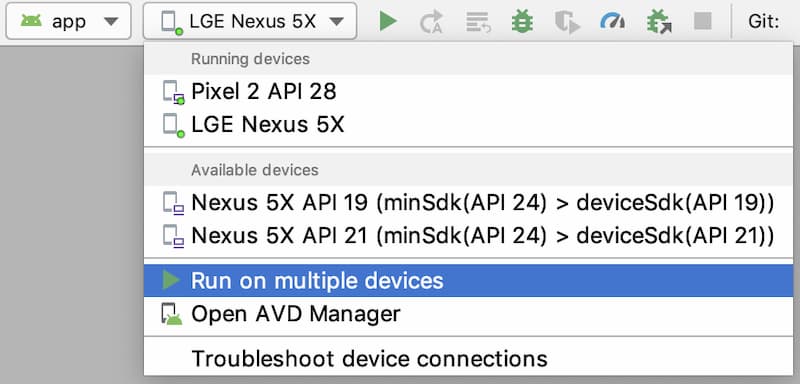 app
LGE Nexus 5X
Git:
Running devices
Pixel 2 API 28
LGE Nexus 5X
Available devices
Nexus 5X API 19 (minSdk(API 24) > deviceSdk(API 19))
Nexus 5X API 21 (minSdk(API 24) > deviceSdk(API 21))
Run on multiple devices
Open AVD Manager
Troubleshoot device connections